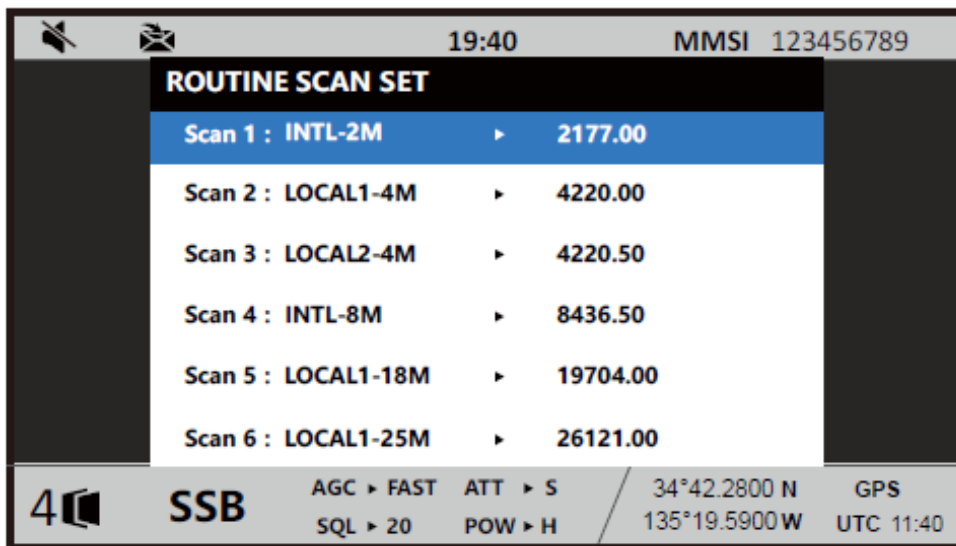 19:40 MMSI 123456789
ROUTINE SCAN SET
Scan 1 : INTL-2M ▸ 2177.00
Scan 2 : LOCAL1-4M ▸ 4220.00
Scan 3 : LOCAL2-4M ▸ 4220.50
Scan 4 : INTL-8M ▸ 8436.50
Scan 5 : LOCAL1-18M ▸ 19704.00
Scan 6 : LOCAL1-25M ▸ 26121.00
4 SSB
AGC ▸ FAST ATT ▸ S
SQL ▸ 20 POW ▸ H
34°42.2800 N GPS
135°19.5900 W UTC 11:40